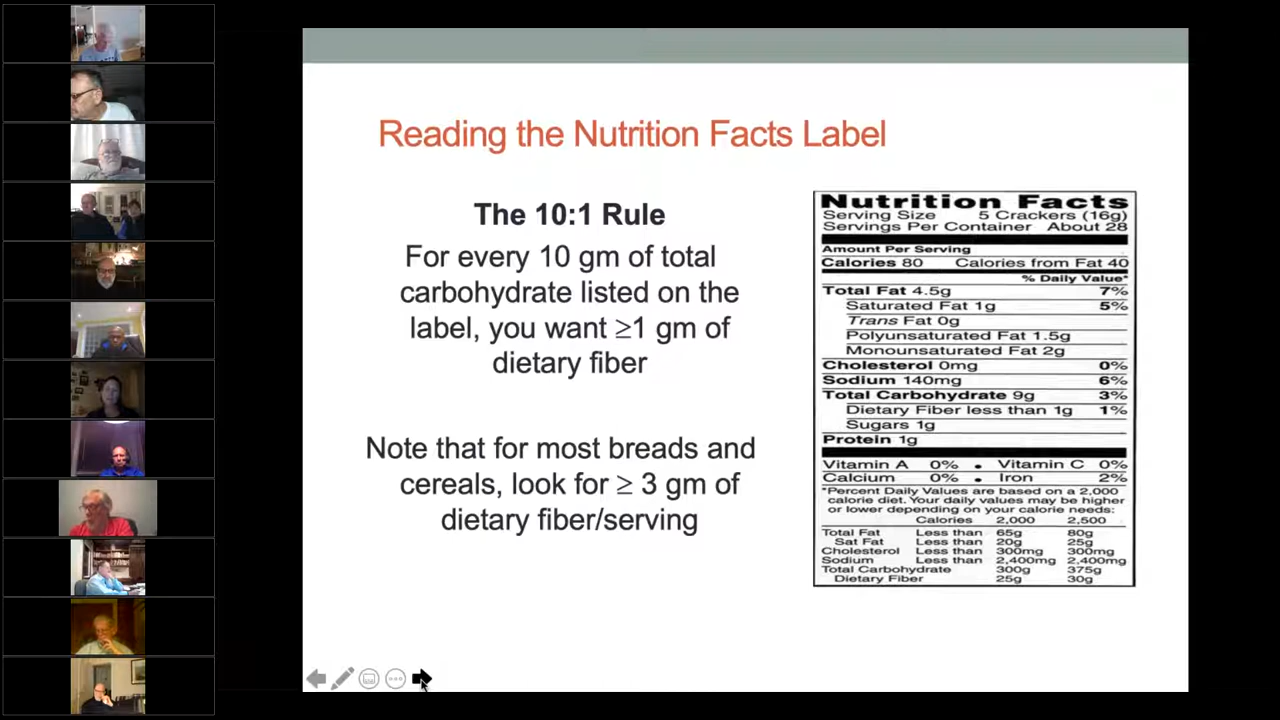 Reading the Nutrition Facts Label
The 10:1 Rule
For every 10 gm of total
carbohydrate listed on the
label, you want ≥1 gm of
dietary fiber
Note that for most breads and
cereals, look for ≥ 3 gm of
dietary fiber/serving
Nutrition Facts
Serving Size 5 Crackers (16g)
Servings Per Container About 28
Amount Per Serving
Calories 80 Calories from Fat 40
% Daily Value*
Total Fat 4.5g 7%
Saturated Fat 1g 5%
Trans Fat 0g
Polyunsaturated Fat 1.5g
Monounsaturated Fat 2g
Cholesterol 0mg 0%
Sodium 140mg 6%
Total Carbohydrate 9g 3%
Dietary Fiber less than 1g 1%
Sugars 1g
Protein 1g
Vitamin A 0% • Vitamin C 0%
Calcium 0% • Iron 2%
*Percent Daily Values are based on a 2,000
calorie diet. Your daily values may be higher
or lower depending on your calorie needs:
Calories 2,000 2,500
Total Fat Less than 65g 80g
Sat Fat Less than 20g 25g
Cholesterol Less than 300mg 300mg
Sodium Less than 2,400mg 2,400mg
Total Carbohydrate 300g 375g
Dietary Fiber 25g 30g